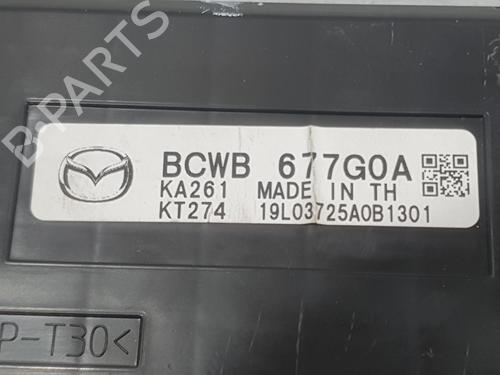 B-PARTS
BCWB 677G0A
KA261 MADE IN TH
KT274 19L03725A0B1301
P-T30<